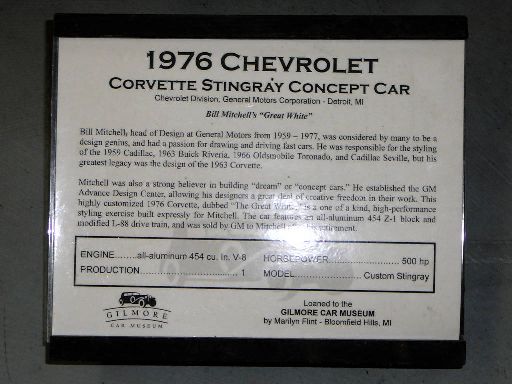 1976 CHEVROLET
CORVETTE STINGRAY CONCEPT CAR
Chevrolet Division, General Motors Corporation - Detroit, MI
Bill Mitchell's "Great White"
Bill Mitchell, head of Design at General Motors from 1959 – 1977, was considered by many to be a
design genius, and had a passion for drawing and driving fast cars. He was responsible for the styling
of the 1959 Cadillac, 1963 Buick Riveria, 1966 Oldsmobile Toronado, and Cadillac Seville, but his
greatest legacy was the design of the 1963 Corvette.
Mitchell was also a strong believer in building "dream" or "concept cars." He established the GM
Advance Design Center, allowing his designers a great deal of creative freedom in their work. This
highly customized 1976 Corvette, dubbed "The Great White," is a one of a kind, high-performance
styling exercise built expressly for Mitchell. The car features an all-aluminum 454 Z-1 block and
modified L-88 drive train, and was sold by GM to Mitchell his retirement.
ENGINE.......all-aluminum 454 cu. In. V-8 HORSEPOWER.............................. 500 hp
PRODUCTION.............................. 1 MODEL............................. Custom Stingray
GILMORE
CAR MUSEUM
Loaned to the
GILMORE CAR MUSEUM
by Marilyn Flint - Bloomfield Hills, MI